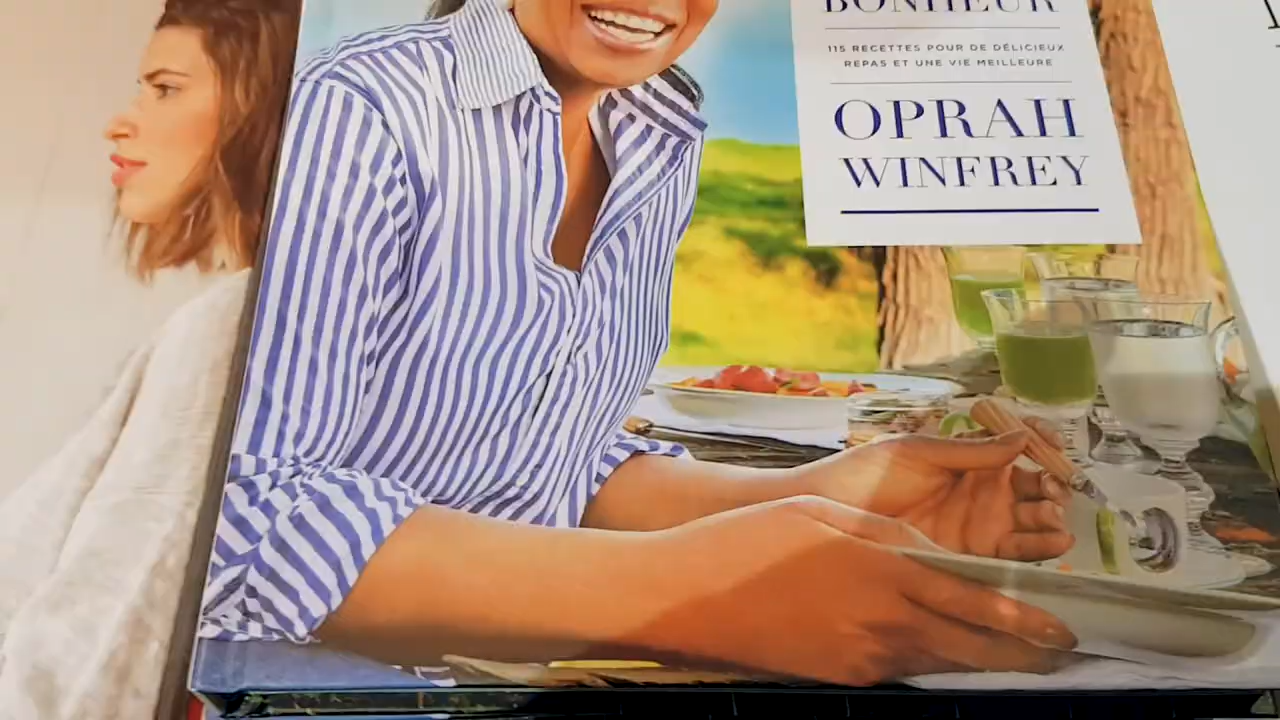 BONHEUR
115 RECETTES POUR DE DÉLICIEUX
REPAS ET UNE VIE MEILLEURE
OPRAH
WINFREY